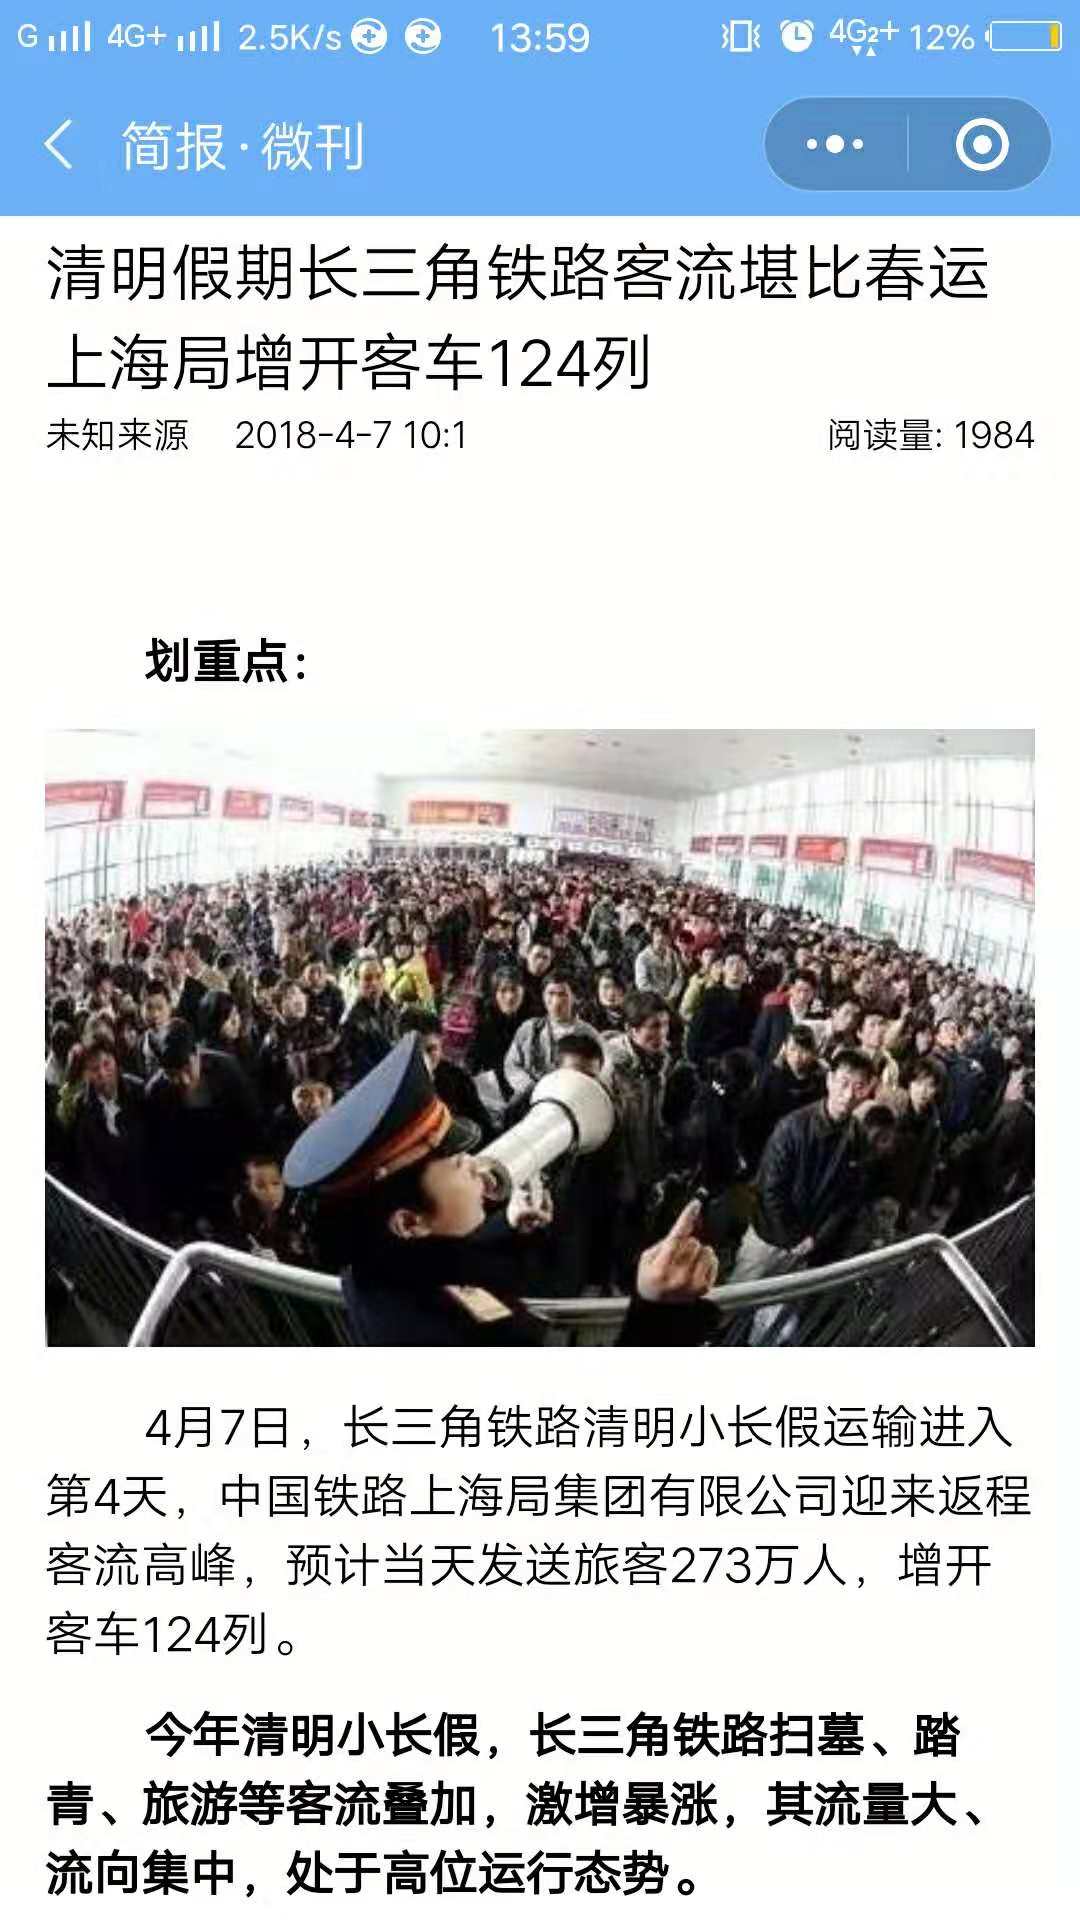 G 4G+ 2.5K/s 13:59 4G2+ 12%
简报·微刊
清明假期长三角铁路客流堪比春运
上海局增开客车124列
未知来源 2018-4-7 10:1 阅读量: 1984
划重点：
4月7日，长三角铁路清明小长假运输进入
第4天，中国铁路上海局集团有限公司迎来返程
客流高峰，预计当天发送旅客273万人，增开
客车124列。
今年清明小长假，长三角铁路扫墓、踏
青、旅游等客流叠加，激增暴涨，其流量大、
流向集中，处于高位运行态势。